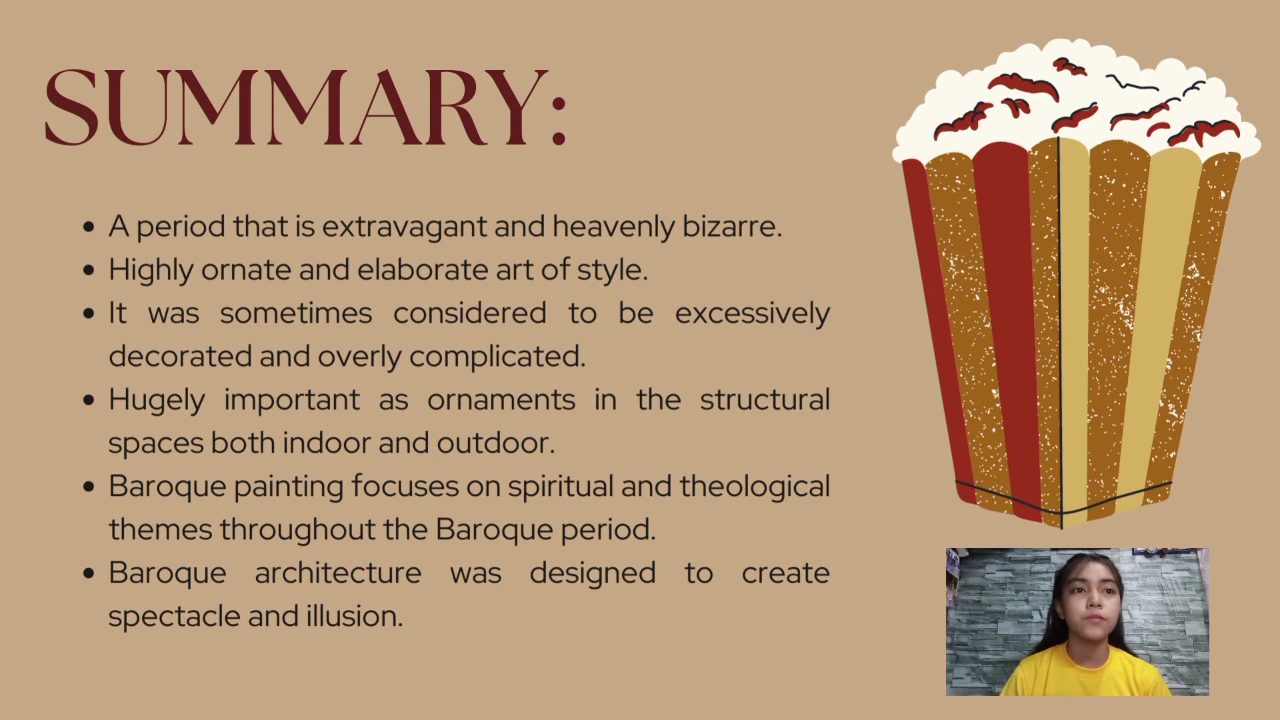 SUMMARY:
A period that is extravagant and heavenly bizarre.
Highly ornate and elaborate art of style.
It was sometimes considered to be excessively
decorated and overly complicated.
Hugely important as ornaments in the structural
spaces both indoor and outdoor.
Baroque painting focuses on spiritual and theological
themes throughout the Baroque period.
Baroque architecture was designed to create
spectacle and illusion.